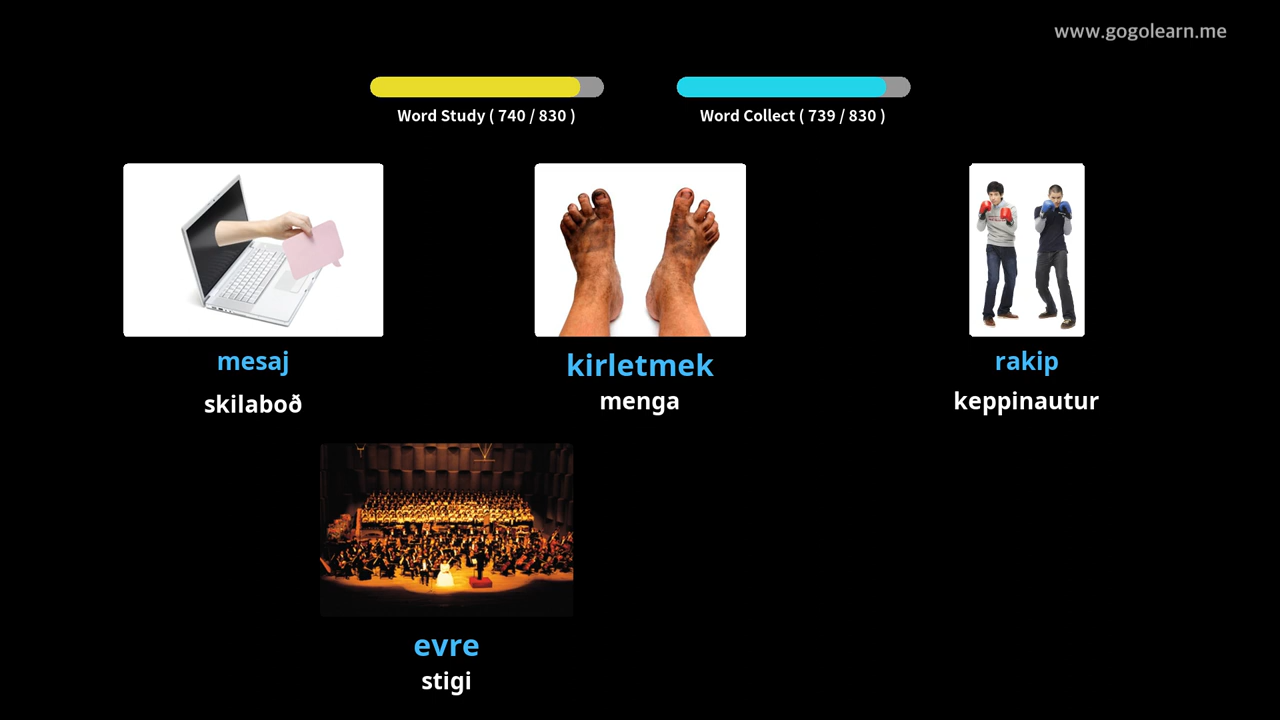 www.gogolearn.me
Word Study ( 740 / 830 )
Word Collect ( 739 / 830 )
mesaj
skilaboð
kirletmek
menga
rakip
keppinautur
evre
stigi